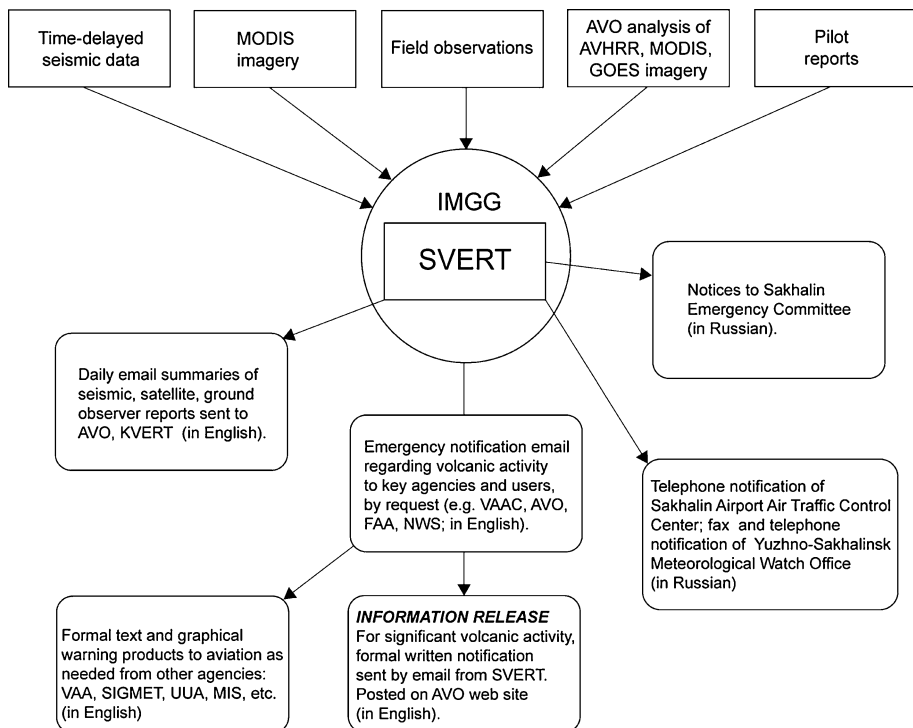 Time-delayed
seismic data
MODIS
imagery
Field observations
AVO analysis of
AVHRR, MODIS,
GOES imagery
Pilot
reports
IMGG
SVERT
Notices to Sakhalin
Emergency Committee
(in Russian).
Daily email summaries of
seismic, satellite, ground
observer reports sent to
AVO, KVERT (in English).
Emergency notification email
regarding volcanic activity
to key agencies and users,
by request (e.g. VAAC, AVO,
FAA, NWS; in English).
Telephone notification of
Sakhalin Airport Air Traffic Control
Center; fax and telephone
notification of Yuzhno-Sakhalinsk
Meteorological Watch Office
(in Russian)
Formal text and graphical
warning products to aviation as
needed from other agencies:
VAA, SIGMET, UUA, MIS, etc.
(in English)
INFORMATION RELEASE
For significant volcanic activity,
formal written notification
sent by email from SVERT.
Posted on AVO web site
(in English).